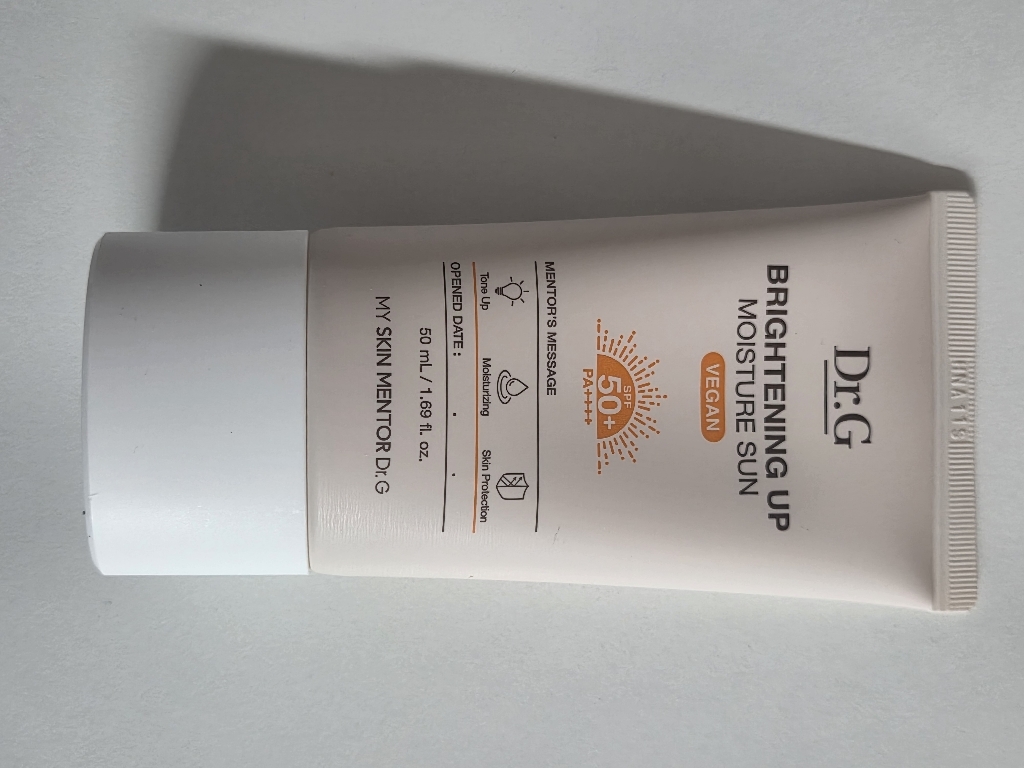 Dr.G
BRIGHTENING UP
MOISTURE SUN
VEGAN
SPF
50+
PA++++
MENTOR'S MESSAGE
Tone Up
Moisturizing
Skin Protection
OPENED DATE : . .
50 mL / 1.69 fl. oz.
MY SKIN MENTOR Dr.G